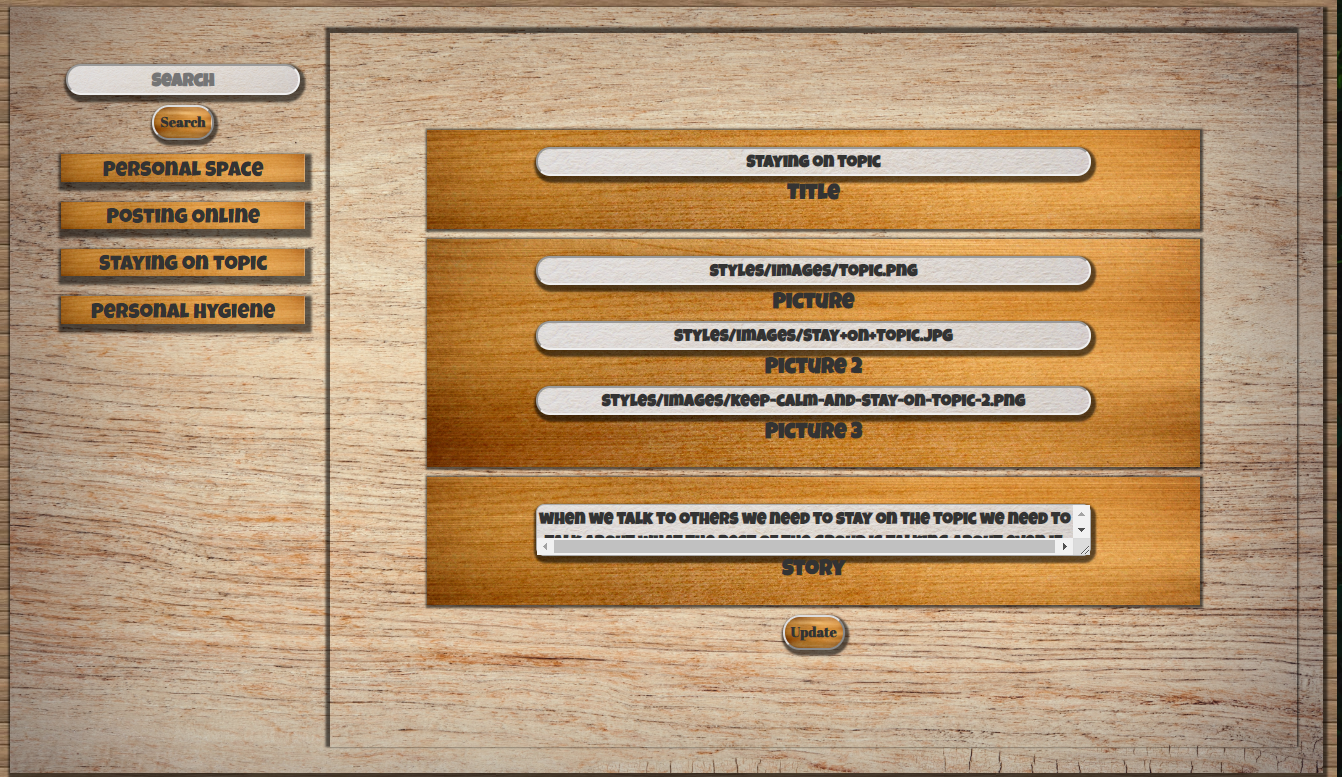 Search
Search
Personal Space
Posting Online
Staying on Topic
Personal Hygiene
Staying on Topic
Title
styles/images/topic.png
Picture
styles/images/stay+on+topic.jpg
Picture 2
styles/images/keep-calm-and-stay-on-topic-2.png
Picture 3
When we talk to others we need to stay on the topic we need to
Story
Update